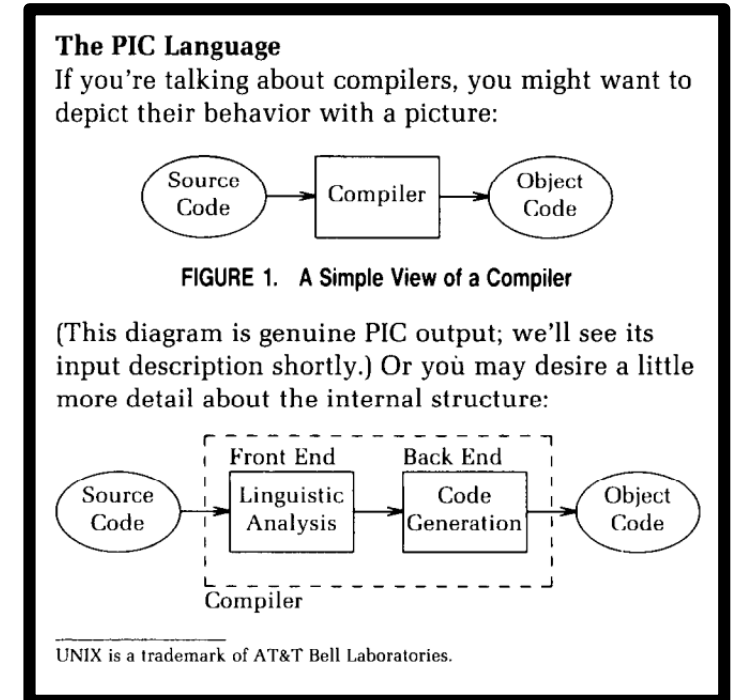 The PIC Language
If you're talking about compilers, you might want to
depict their behavior with a picture:
Source
Code
Compiler
Object
Code
FIGURE 1. A Simple View of a Compiler
(This diagram is genuine PIC output; we'll see its
input description shortly.) Or you may desire a little
more detail about the internal structure:
Front End
Back End
Source
Code
Linguistic
Analysis
Code
Generation
Object
Code
Compiler
UNIX is a trademark of AT&T Bell Laboratories.